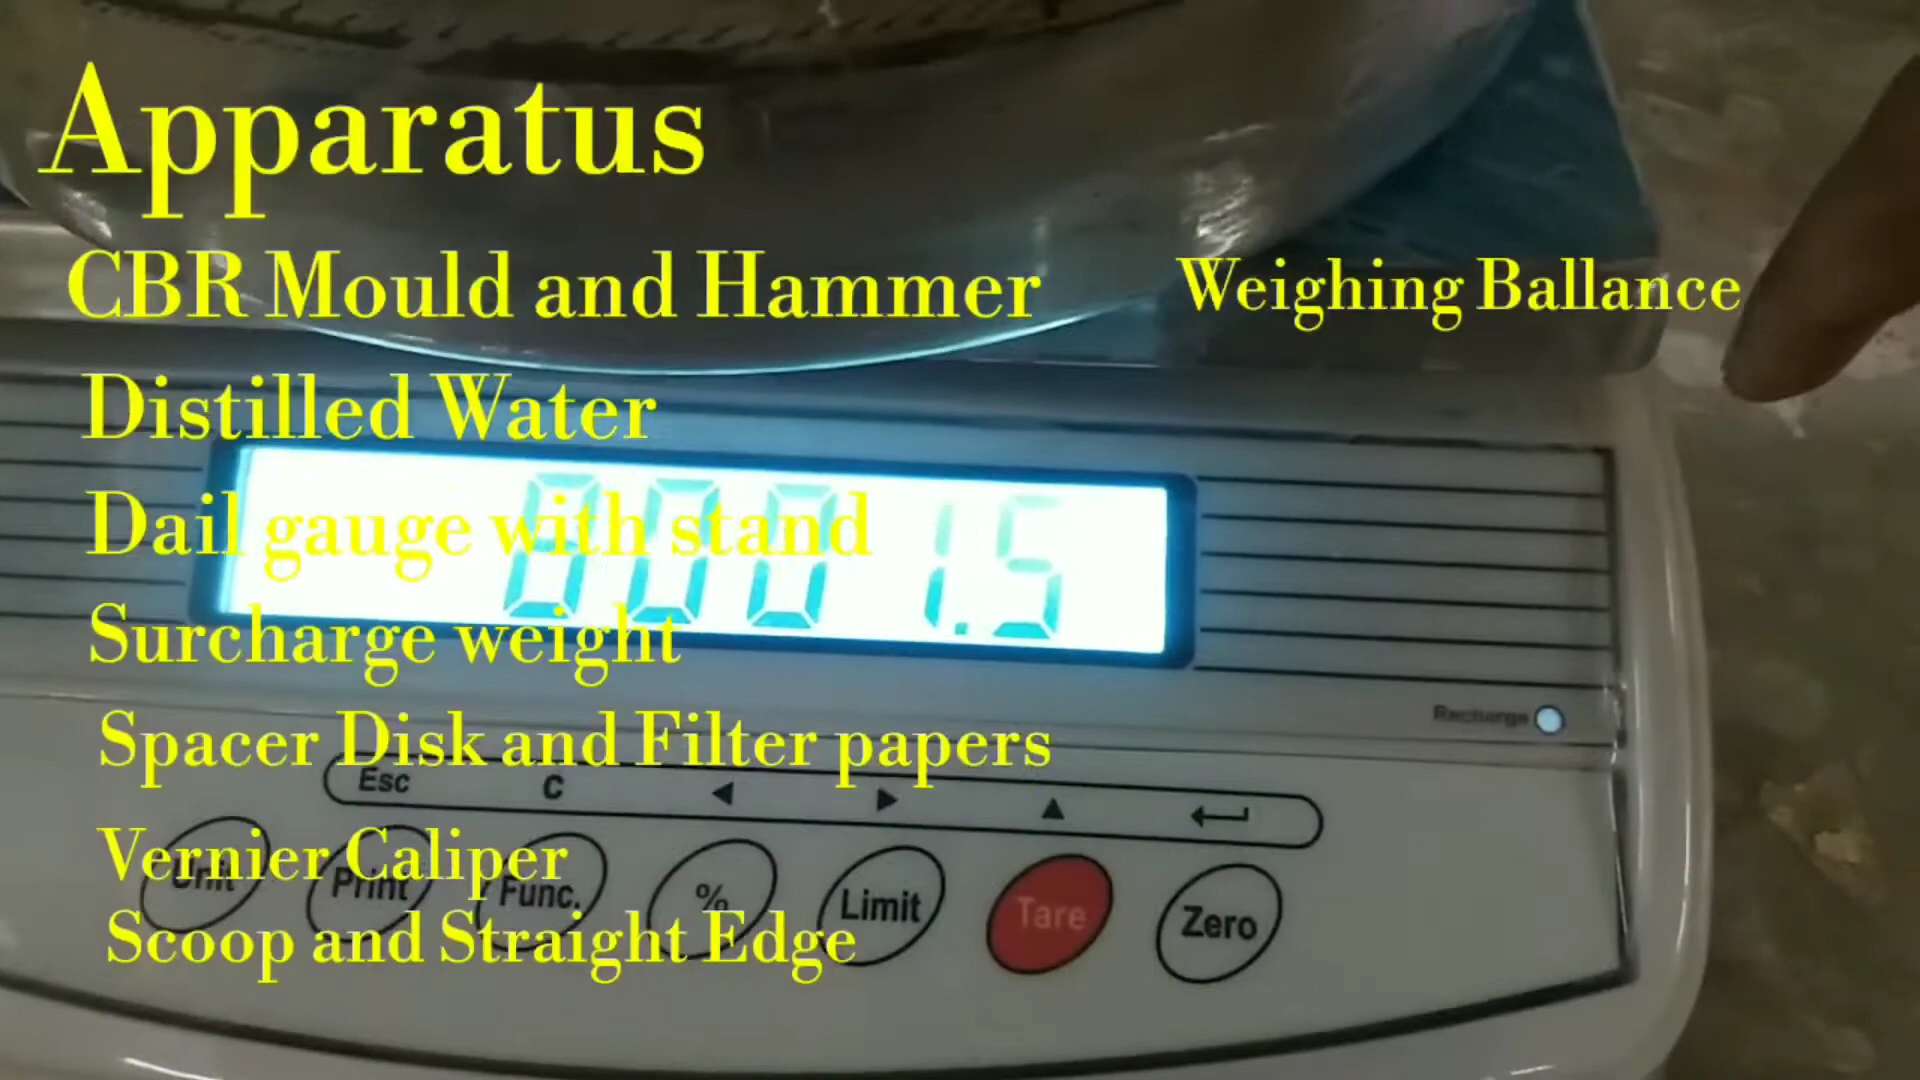 Apparatus
CBR Mould and Hammer
Weighing Ballance
Distilled Water
Dail gauge with stand
Surcharge weight
Spacer Disk and Filter papers
Vernier Caliper
Scoop and Straight Edge
0001.5
Recharge
Esc C ◄ ► ▲ ↵
Unit Print Func. % Limit Tare Zero